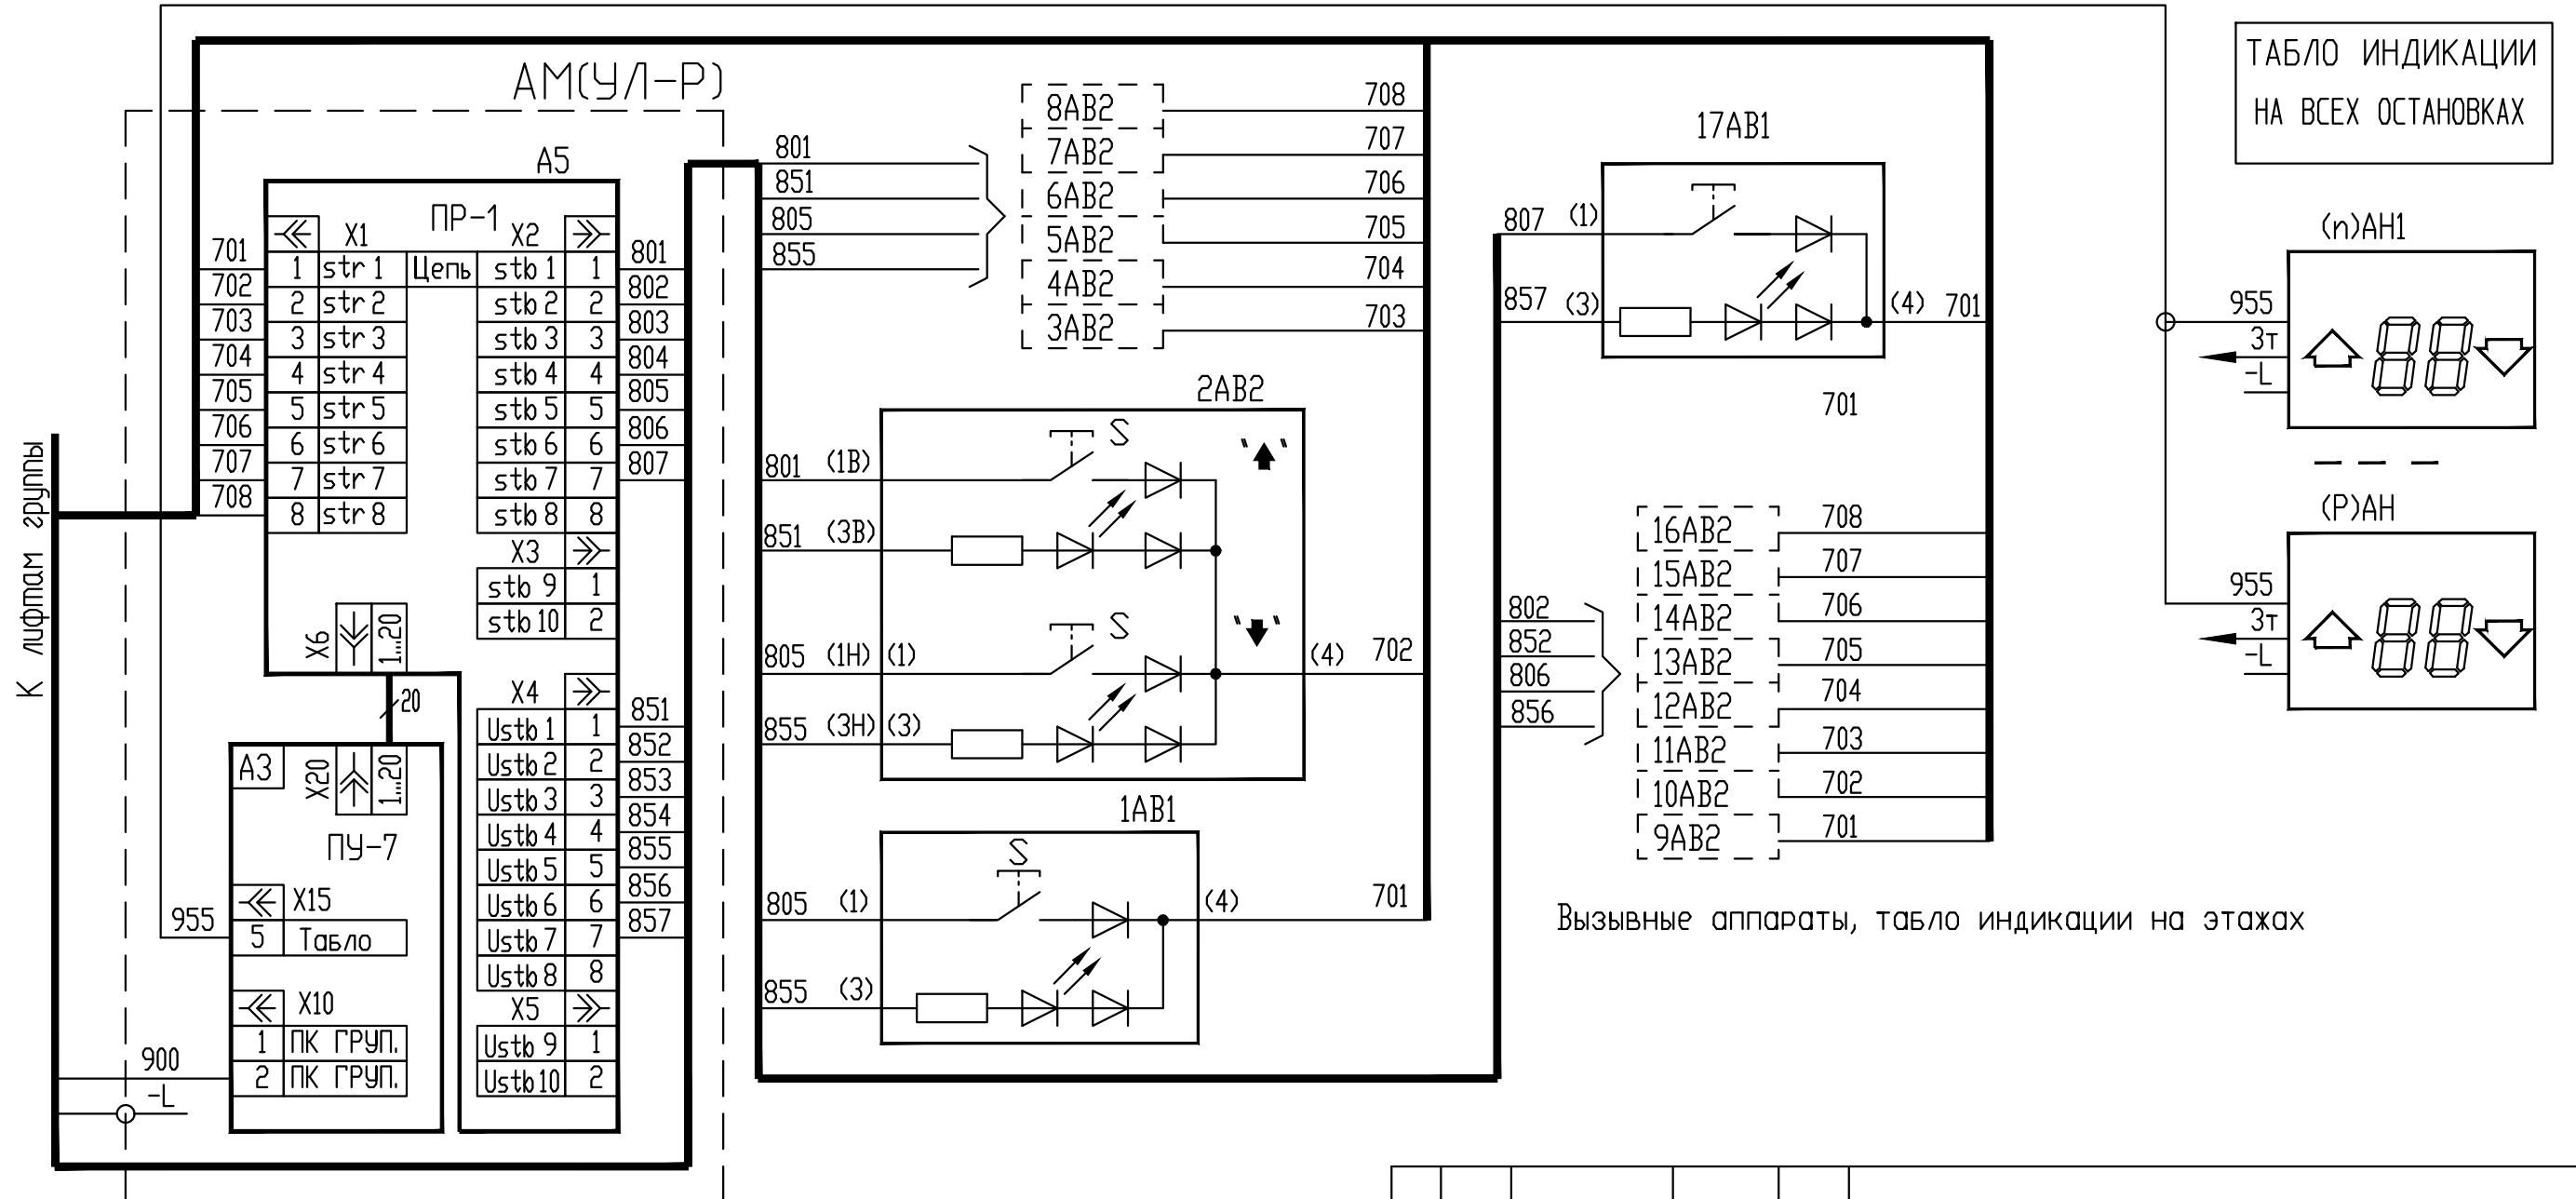 ТАБЛО ИНДИКАЦИИ
НА ВСЕХ ОСТАНОВКАХ
АМ(УЛ-Р)
А5
ПР-1
X1
X2
701 1 str 1 Цепь stb 1 1 801
702 2 str 2 stb 2 2 802
703 3 str 3 stb 3 3 803
704 4 str 4 stb 4 4 804
705 5 str 5 stb 5 5 805
706 6 str 6 stb 6 6 806
707 7 str 7 stb 7 7 807
708 8 str 8 stb 8 8
X3
stb 9 1
stb 10 2
X6
1...20
20
X4
Ustb 1 1 851
Ustb 2 2 852
Ustb 3 3 853
Ustb 4 4 854
Ustb 5 5 855
Ustb 6 6 856
Ustb 7 7 857
Ustb 8 8
X5
Ustb 9 1
Ustb 10 2
А3
X20
1...20
ПУ-7
X15
955 5 Табло
X10
1 ПК ГРУП.
900 2 ПК ГРУП.
-L
К лифтам группы
801
851
805
855
8АВ2 708
7АВ2 707
6АВ2 706
5АВ2 705
4АВ2 704
3АВ2 703
2АВ2
801 (1В) S "
"
851 (3В)
805 (1Н) (1) S " " (4) 702
855 (3Н) (3)
1АВ1
S
805 (1) (4) 701
855 (3)
17АВ1
807 (1)
857 (3) (4) 701
701
802
852
806
856
16АВ2 708
15АВ2 707
14АВ2 706
13АВ2 705
12АВ2 704
11АВ2 703
10АВ2 702
9АВ2 701
Вызывные аппараты, табло индикации на этажах
(n)АН1
955
3т
88
-L
(Р)АН
955
3т
88
-L